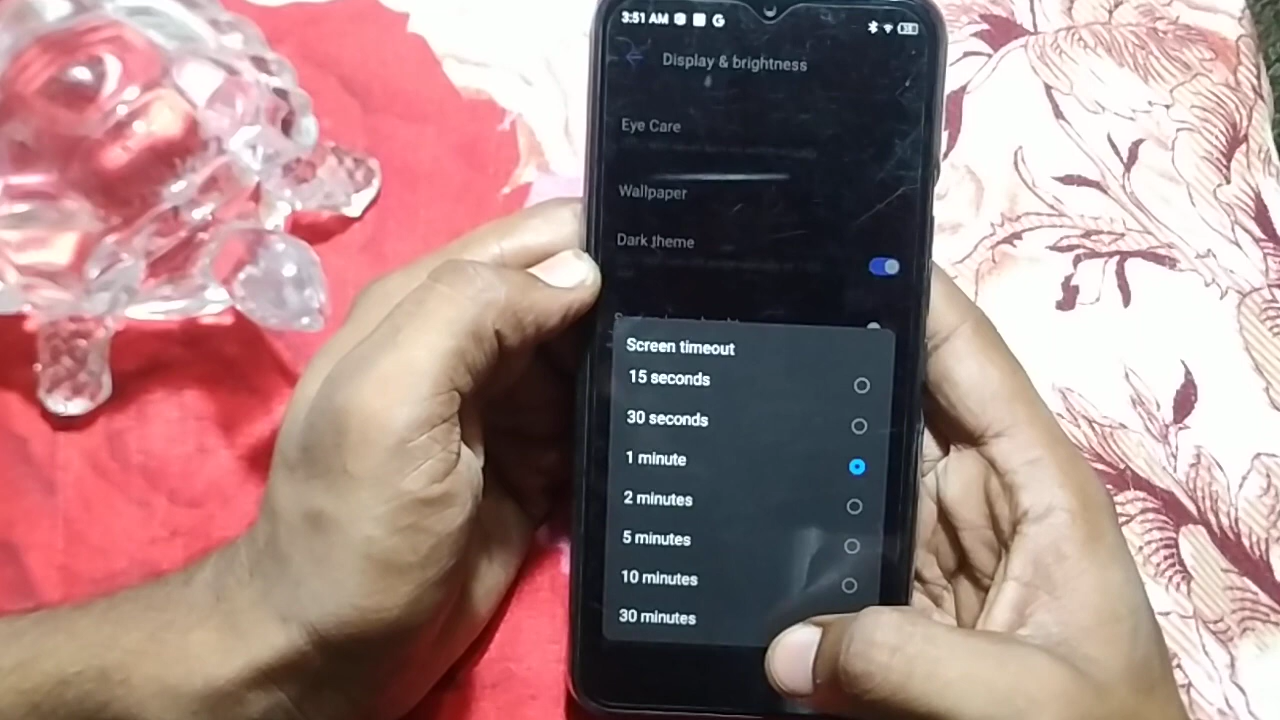 3:51 AM G
Display & brightness
Eye Care
Wallpaper
Dark theme
Screen timeout
15 seconds
30 seconds
1 minute
2 minutes
5 minutes
10 minutes
30 minutes